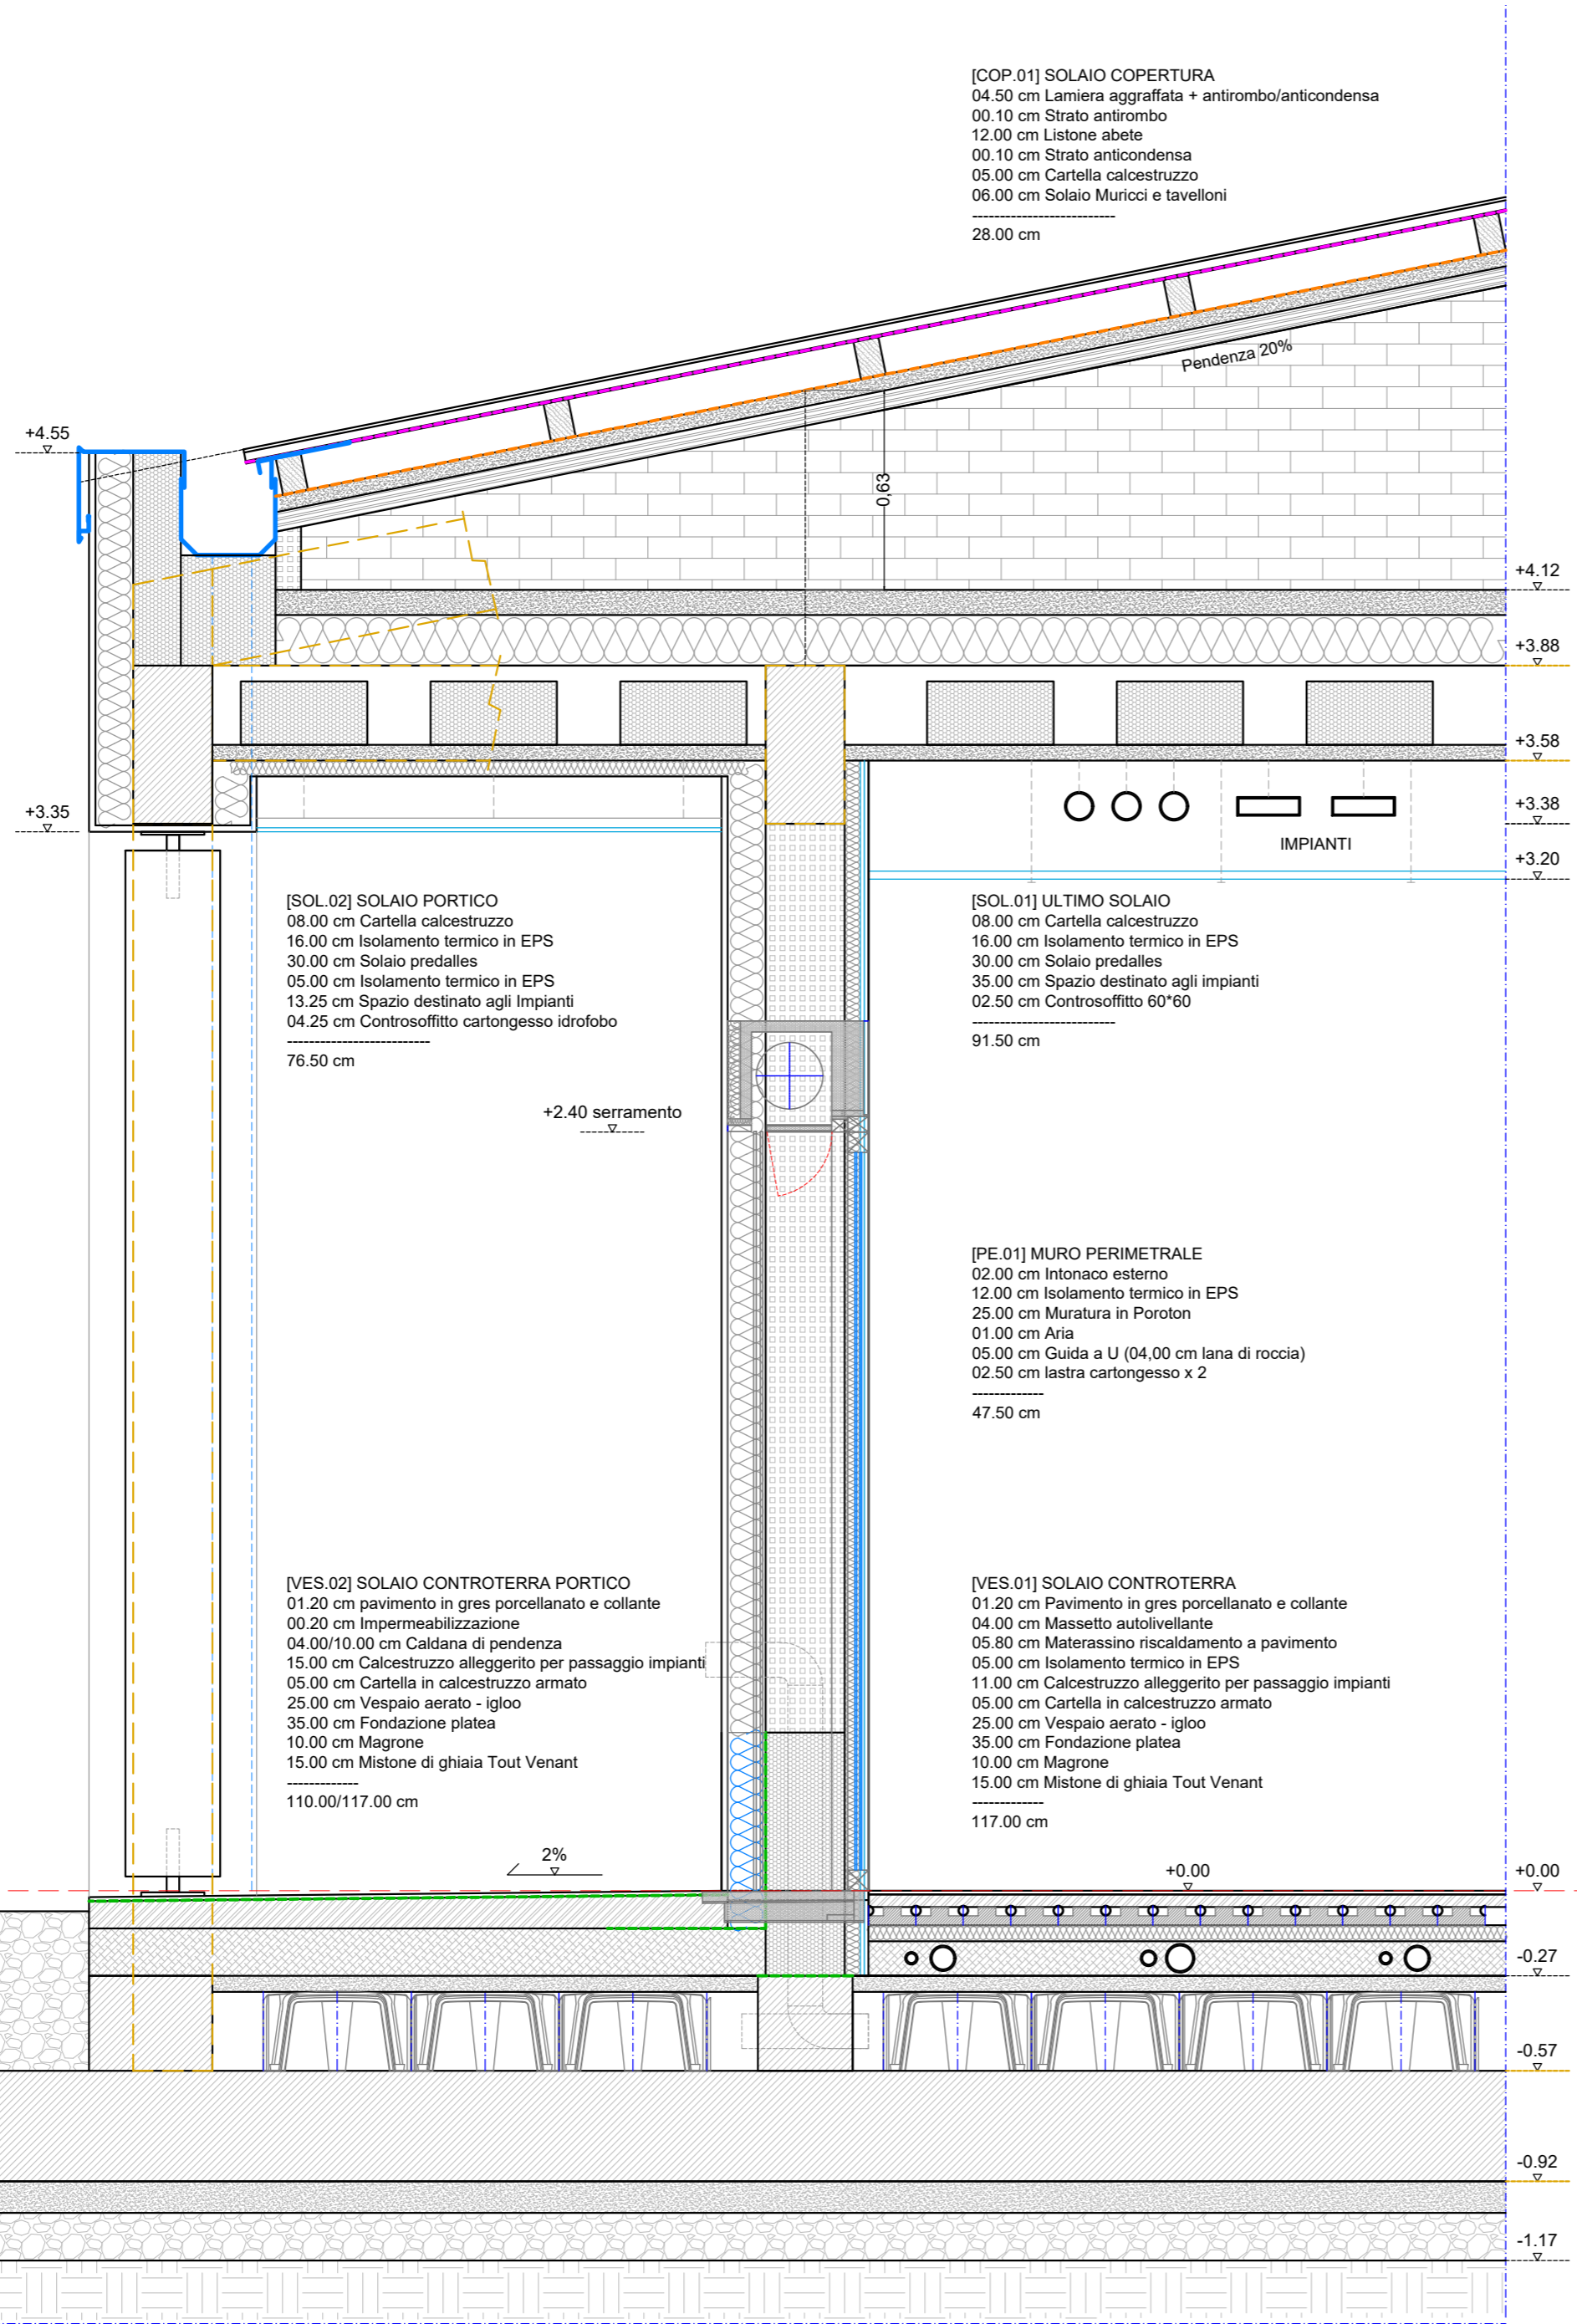 [COP.01] SOLAIO COPERTURA
04.50 cm Lamiera aggraffata + antirombo/anticondensa
00.10 cm Strato antirombo
12.00 cm Listone abete
00.10 cm Strato anticondensa
05.00 cm Cartella calcestruzzo
06.00 cm Solaio Muricci e tavelloni
--------------------------
28.00 cm
Pendenza 20%
+4.55
0,63
+4.12
+3.88
+3.58
+3.35
+3.38
IMPIANTI
+3.20
[SOL.02] SOLAIO PORTICO
08.00 cm Cartella calcestruzzo
16.00 cm Isolamento termico in EPS
30.00 cm Solaio predalles
05.00 cm Isolamento termico in EPS
13.25 cm Spazio destinato agli Impianti
04.25 cm Controsoffitto cartongesso idrofobo
--------------------------
76.50 cm
[SOL.01] ULTIMO SOLAIO
08.00 cm Cartella calcestruzzo
16.00 cm Isolamento termico in EPS
30.00 cm Solaio predalles
35.00 cm Spazio destinato agli impianti
02.50 cm Controsoffitto 60*60
--------------------------
91.50 cm
+2.40 serramento
[PE.01] MURO PERIMETRALE
02.00 cm Intonaco esterno
12.00 cm Isolamento termico in EPS
25.00 cm Muratura in Poroton
01.00 cm Aria
05.00 cm Guida a U (04,00 cm lana di roccia)
02.50 cm lastra cartongesso x 2
-------------
47.50 cm
[VES.02] SOLAIO CONTROTERRA PORTICO
01.20 cm pavimento in gres porcellanato e collante
00.20 cm Impermeabilizzazione
04.00/10.00 cm Caldana di pendenza
15.00 cm Calcestruzzo alleggerito per passaggio impianti
05.00 cm Cartella in calcestruzzo armato
25.00 cm Vespaio aerato - igloo
35.00 cm Fondazione platea
10.00 cm Magrone
15.00 cm Mistone di ghiaia Tout Venant
-------------
110.00/117.00 cm
[VES.01] SOLAIO CONTROTERRA
01.20 cm Pavimento in gres porcellanato e collante
04.00 cm Massetto autolivellante
05.80 cm Materassino riscaldamento a pavimento
05.00 cm Isolamento termico in EPS
11.00 cm Calcestruzzo alleggerito per passaggio impianti
05.00 cm Cartella in calcestruzzo armato
25.00 cm Vespaio aerato - igloo
35.00 cm Fondazione platea
10.00 cm Magrone
15.00 cm Mistone di ghiaia Tout Venant
-------------
117.00 cm
2%
+0.00
+0.00
-0.27
-0.57
-0.92
-1.17